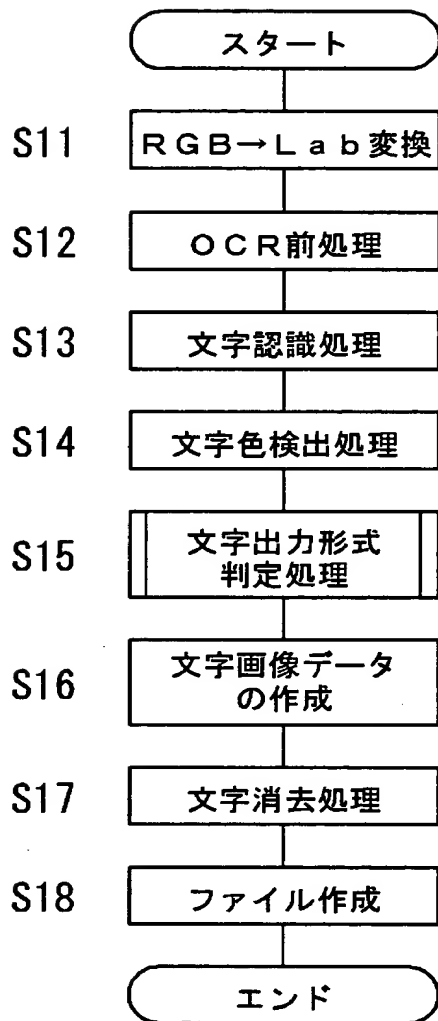 スタート
S11 RGB→Lab変換
S12 OCR前処理
S13 文字認識処理
S14 文字色検出処理
S15 文字出力形式
判定処理
S16 文字画像データ
の作成
S17 文字消去処理
S18 ファイル作成
エンド